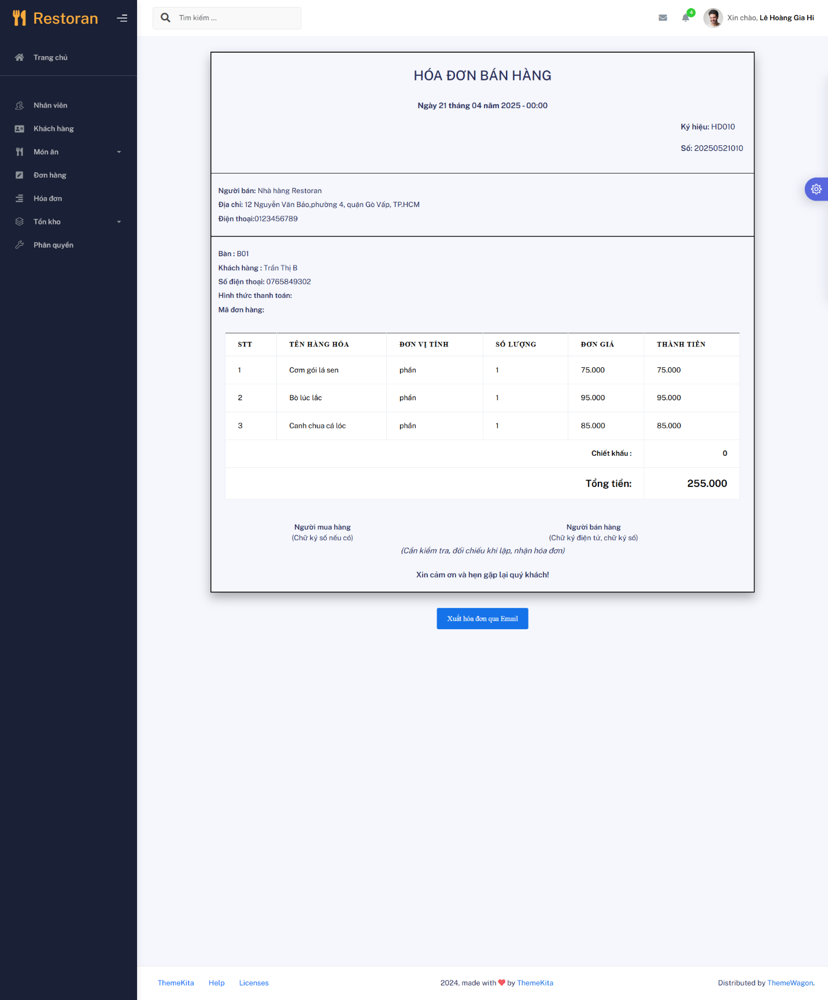 Restoran
Tìm kiếm ...
4
Xin chào, Lê Hoàng Gia Hi
Trang chủ
Nhân viên
Khách hàng
Món ăn
Đơn hàng
Hóa đơn
Tồn kho
Phân quyền
HÓA ĐƠN BÁN HÀNG
Ngày 21 tháng 04 năm 2025 - 00:00
Ký hiệu: HD010
Số: 20250521010
Người bán: Nhà hàng Restoran
Địa chỉ: 12 Nguyễn Văn Bảo,phường 4, quận Gò Vấp, TP.HCM
Điện thoại:0123456789
Bàn : B01
Khách hàng : Trần Thị B
Số điện thoại: 0765849302
Hình thức thanh toán:
Mã đơn hàng:
STT TÊN HÀNG HÓA ĐƠN VỊ TÍNH SỐ LƯỢNG ĐƠN GIÁ THÀNH TIỀN
1 Cơm gói lá sen phần 1 75.000 75.000
2 Bò lúc lắc phần 1 95.000 95.000
3 Canh chua cá lóc phần 1 85.000 85.000
Chiết khấu : 0
Tổng tiền: 255.000
Người mua hàng Người bán hàng
(Chữ ký số nếu có) (Chữ ký điện tử, chữ ký số)
(Cần kiểm tra, đối chiếu khi lập, nhận hóa đơn)
Xin cảm ơn và hẹn gặp lại quý khách!
Xuất hóa đơn qua Email
ThemeKita Help Licenses 2024, made with by ThemeKita Distributed by ThemeWagon.